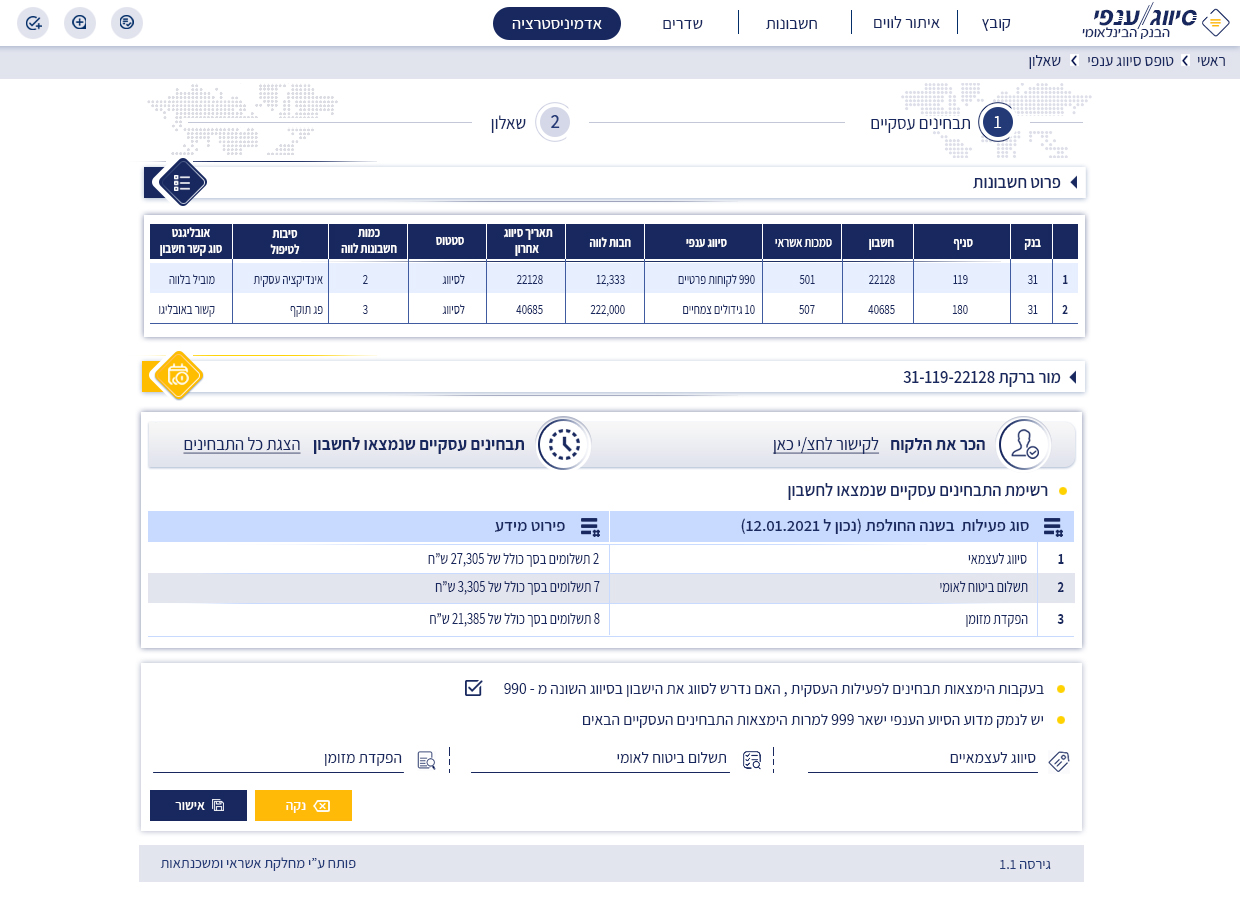 סיווג/ענפי
הבנק הבינלאומי
קובץ
איתור לווים
חשבונות
שדרים
אדמיניסטרציה
ראשי › טופס סיווג ענפי › שאלון
1 תבחינים עסקיים
2 שאלון
פרוט חשבונות
בנק סניף חשבון סמכות אשראי סיווג ענפי חבות לווה תאריך סיווג אחרון סטטוס כמות חשבונות לווה סיבות לטיפול אובליגנט סוג קשר חשבון
1 31 119 22128 501 990 לקוחות פרטיים 12,333 22128 לסיווג 2 אינדיקציה עסקית מוביל בלווה
2 31 180 40685 507 10 גידולים צמחיים 222,000 40685 לסיווג 3 פג תוקף קשור באובליגו
מור ברקת 31-119-22128
הכר את הלקוח לקישור לחצ/י כאן
תבחינים עסקיים שנמצאו לחשבון הצגת כל התבחינים
רשימת התבחינים עסקיים שנמצאו לחשבון
סוג פעילות בשנה החולפת (נכון ל 12.01.2021) פירוט מידע
1 סיווג לעצמאי 2 תשלומים בסך כולל של 27,305 ש”ח
2 תשלום ביטוח לאומי 7 תשלומים בסך כולל של 3,305 ש”ח
3 הפקדת מזומן 8 תשלומים בסך כולל של 21,385 ש”ח
בעקבות הימצאות תבחינים לפעילות העסקית , האם נדרש לסווג את הישבון בסיווג השונה מ - 990
יש לנמק מדוע הסיוע הענפי ישאר 999 למרות הימצאות התבחינים העסקיים הבאים
סיווג לעצמאיים
תשלום ביטוח לאומי
הפקדת מזומן
נקה
אישור
גירסה 1.1
פותח ע”י מחלקת אשראי ומשכנתאות